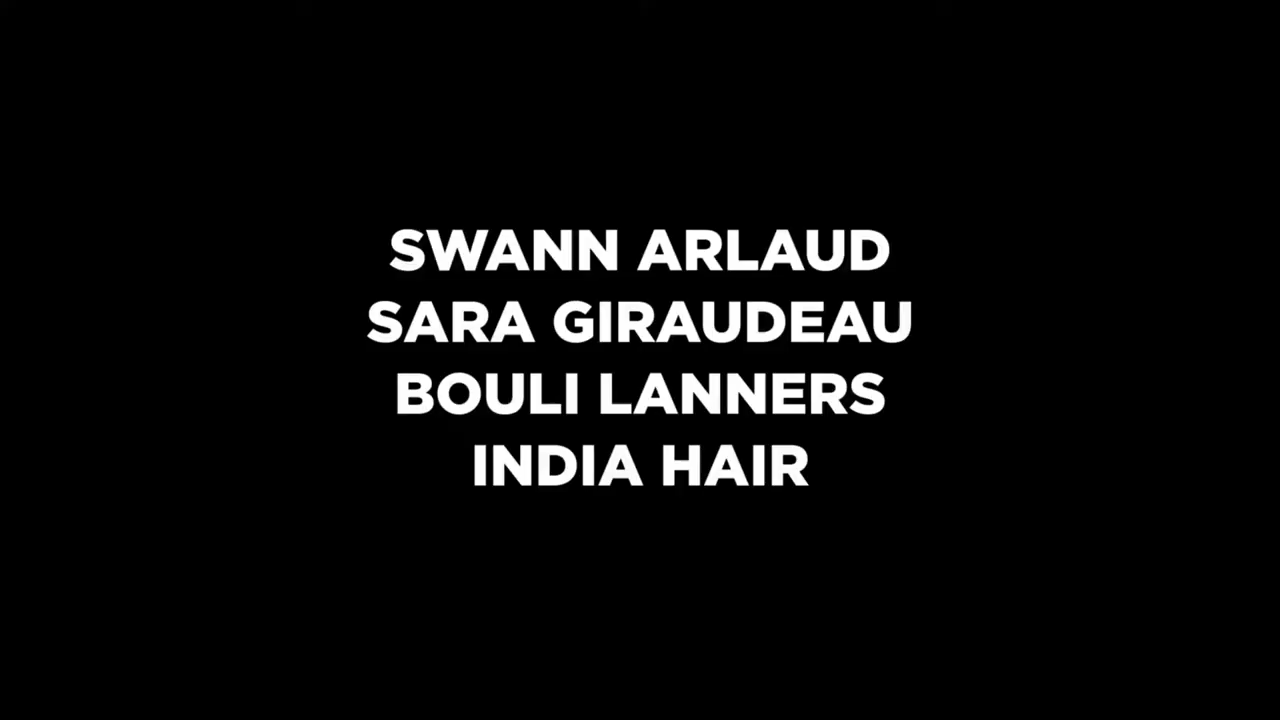 SWANN ARLAUD
SARA GIRAUDEAU
BOULI LANNERS
INDIA HAIR